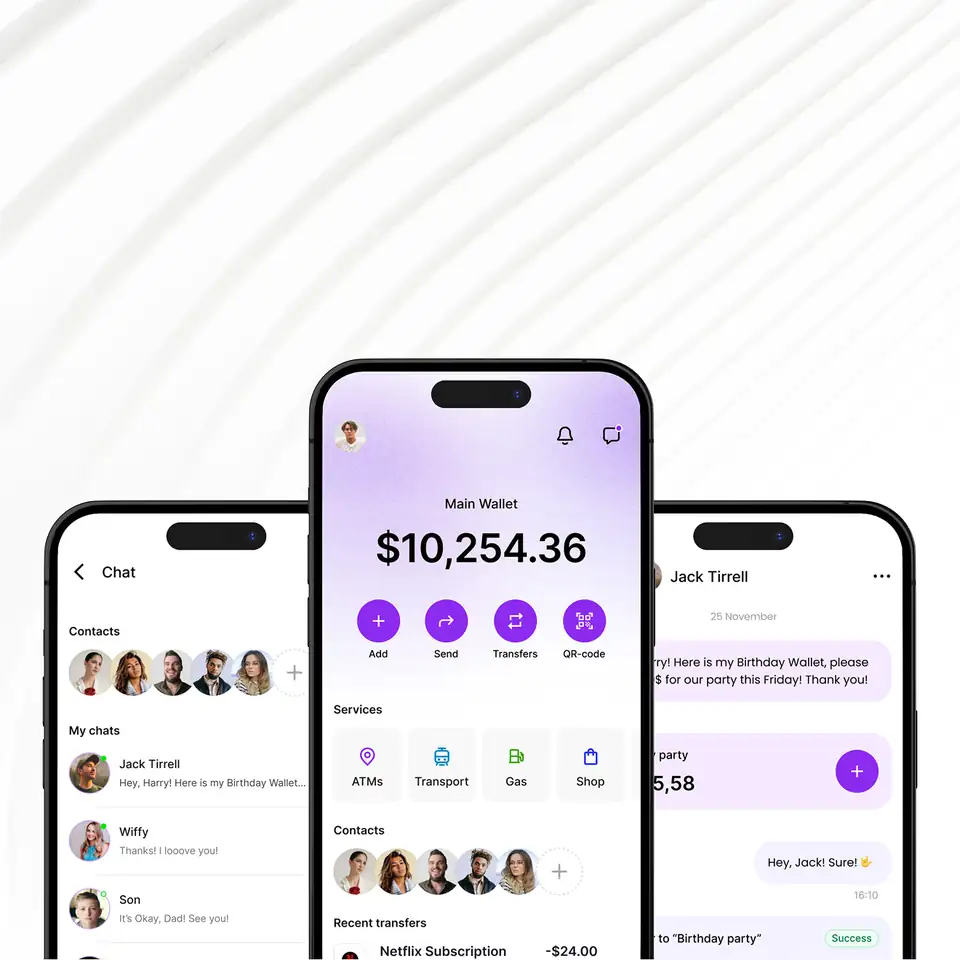 Chat
Contacts
My chats
Jack Tirrell
Hey, Harry! Here is my Birthday Wallet...
Wiffy
Thanks! I looove you!
Son
It's Okay, Dad! See you!
Main Wallet
$10,254.36
Add
Send
Transfers
QR-code
Services
ATMs
Transport
Gas
Shop
Contacts
Recent transfers
Netflix Subscription
-$24.00
Jack Tirrell
25 November
Here is my Birthday Wallet, please
$ for our party this Friday! Thank you!
party
5,58
Hey, Jack! Sure! 🤟
16:10
to “Birthday party”
Success